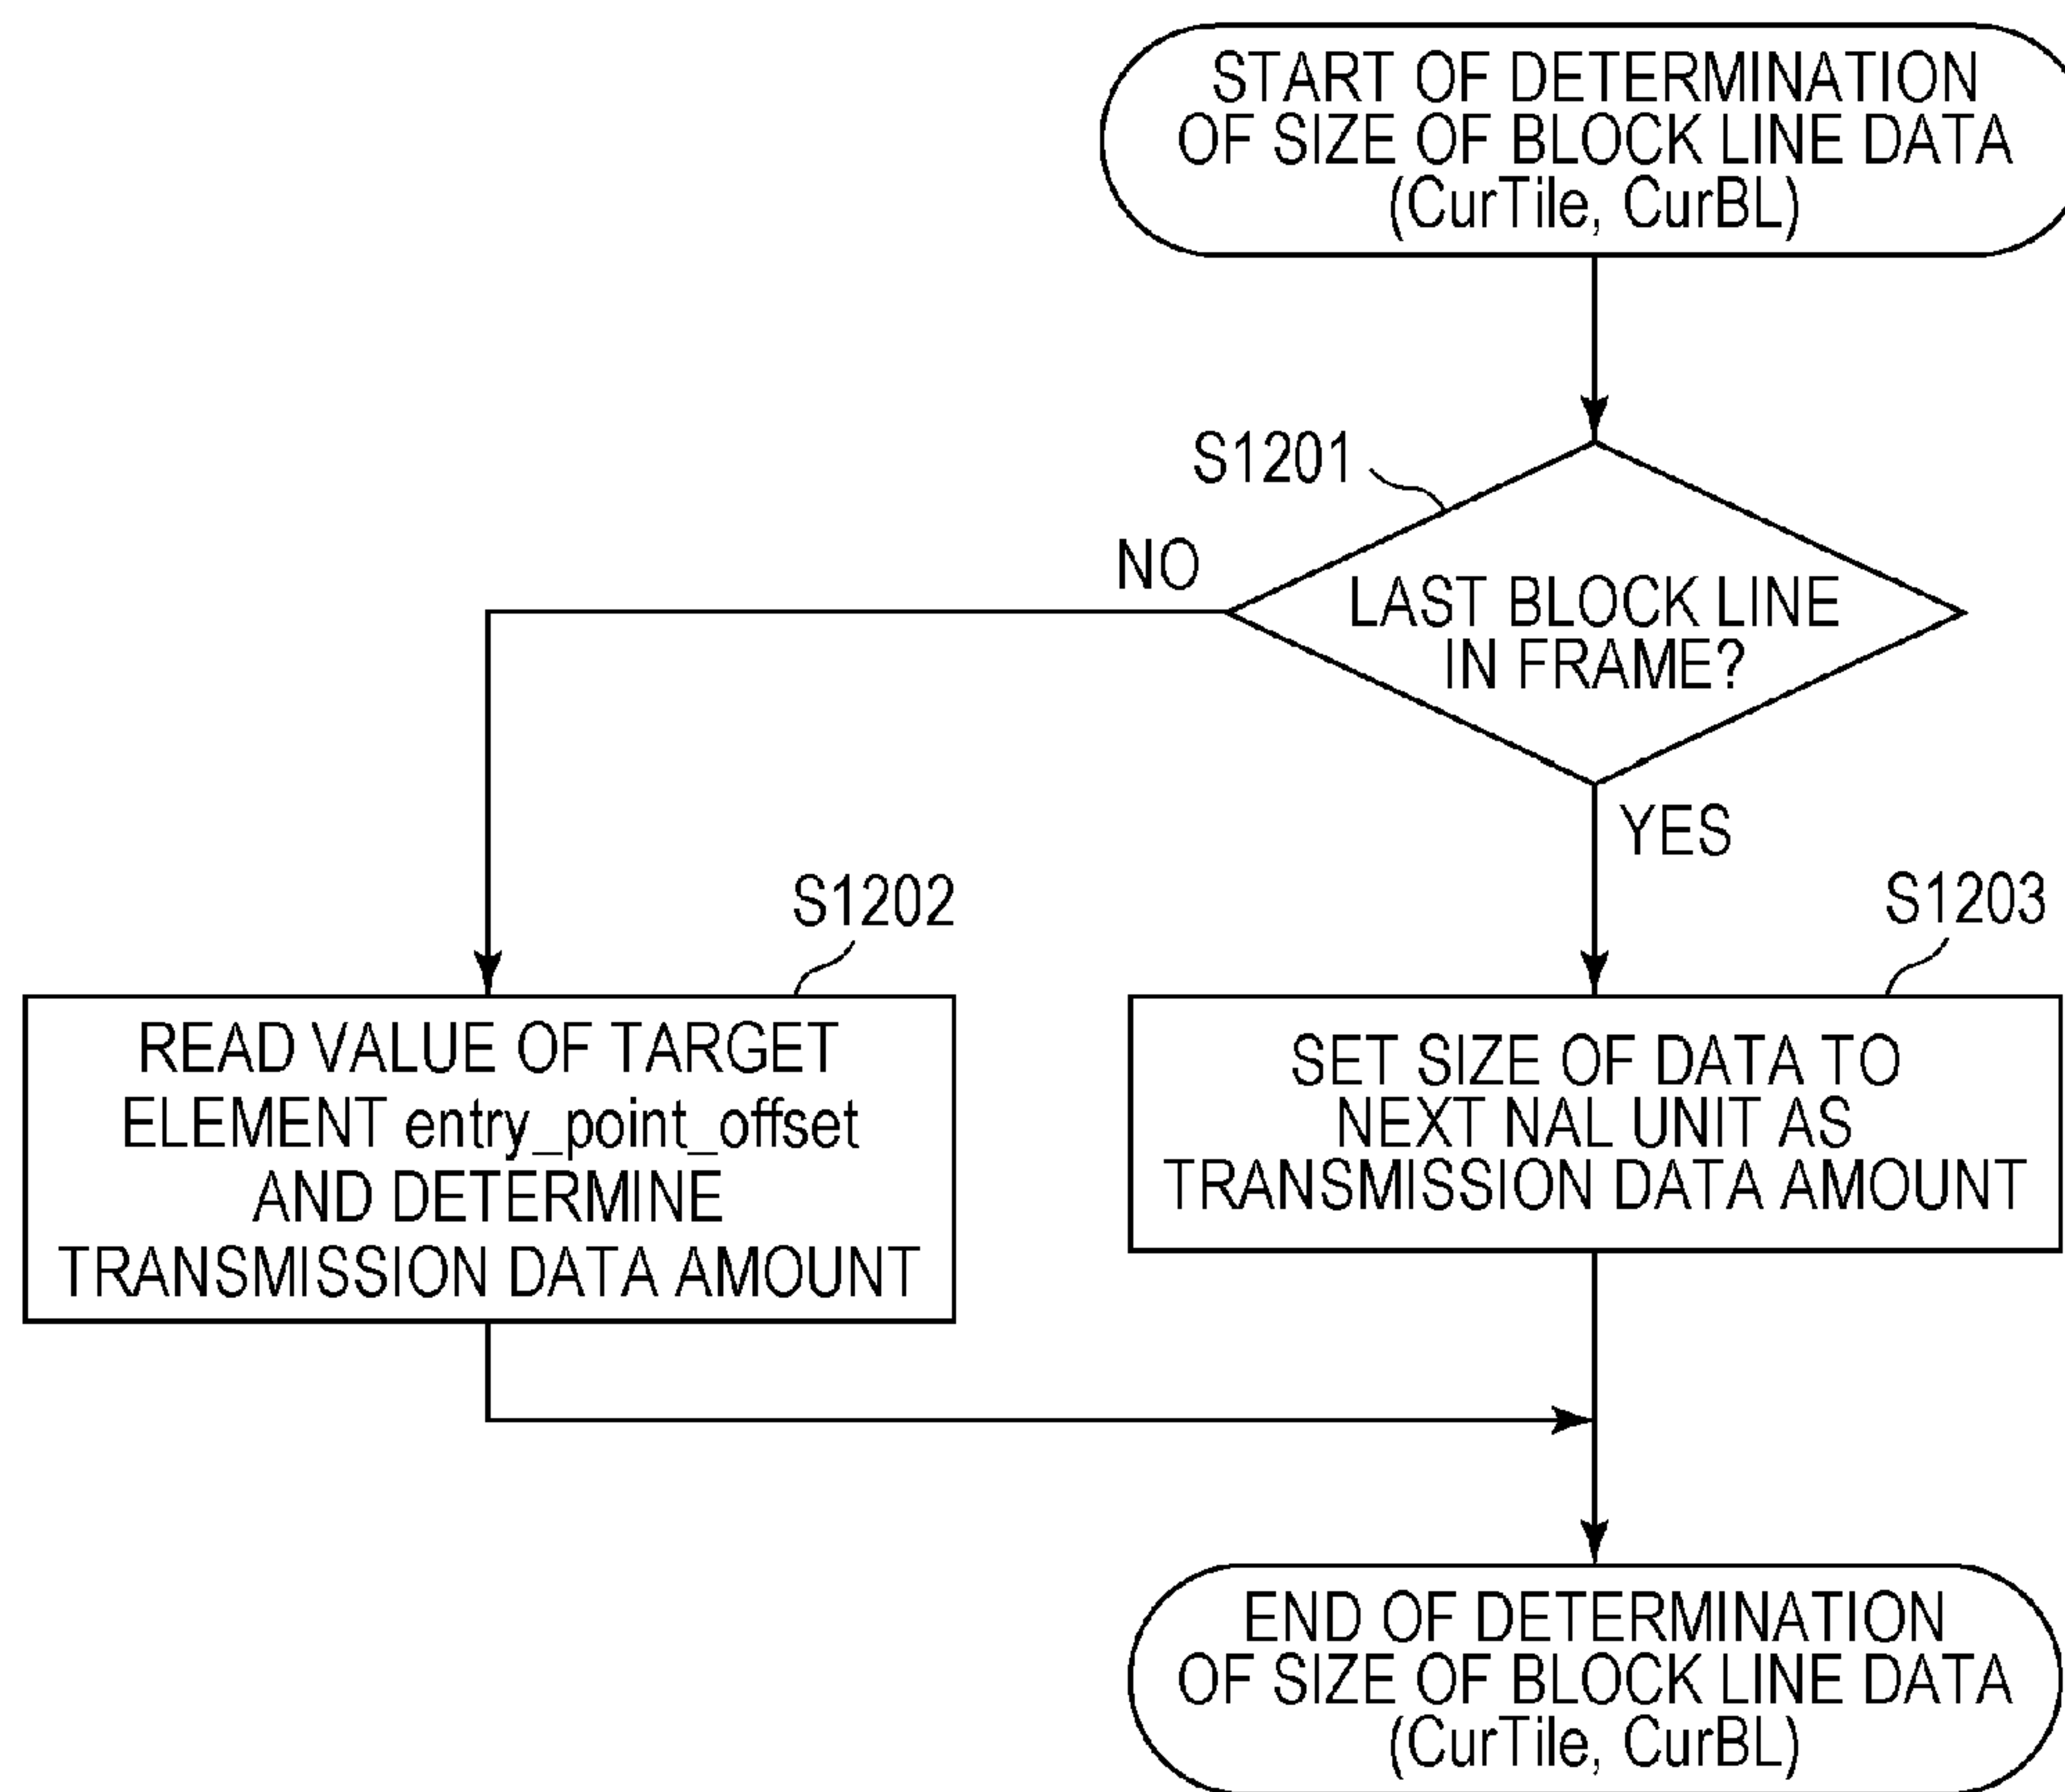 START OF DETERMINATION
OF SIZE OF BLOCK LINE DATA
(CurTile, CurBL)
S1201
NO
LAST BLOCK LINE
IN FRAME?
YES
S1202
S1203
READ VALUE OF TARGET
ELEMENT entry_point_offset
AND DETERMINE
TRANSMISSION DATA AMOUNT
SET SIZE OF DATA TO
NEXT NAL UNIT AS
TRANSMISSION DATA AMOUNT
END OF DETERMINATION
OF SIZE OF BLOCK LINE DATA
(CurTile, CurBL)